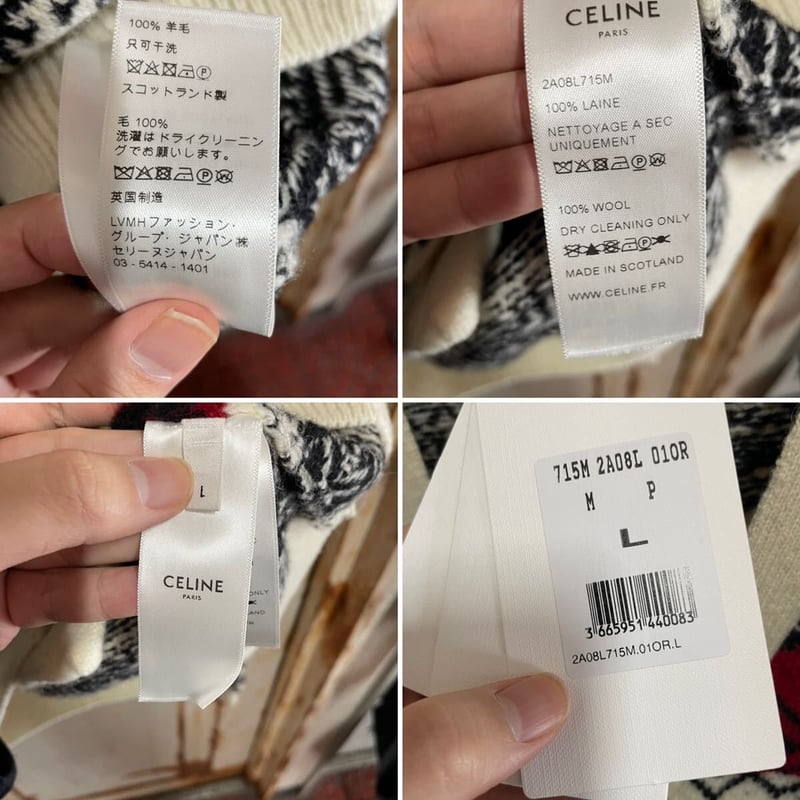 100% 羊毛
只可干洗
スコットランド製
毛 100%
洗濯はドライクリーニン
グでお願いします。
英国制造
LVMHファッション・
グループ・ジャパン㈱
セリーヌジャパン
03 - 5414 - 1401
CELINE
PARIS
2A08L715M
100% LAINE
NETTOYAGE A SEC
UNIQUEMENT
100% WOOL
DRY CLEANING ONLY
MADE IN SCOTLAND
WWW.CELINE.FR
L
CELINE
PARIS
ONLY
AND
715M 2A08L 01OR
M P
L
3 665951 440083
2A08L715M.01OR.L